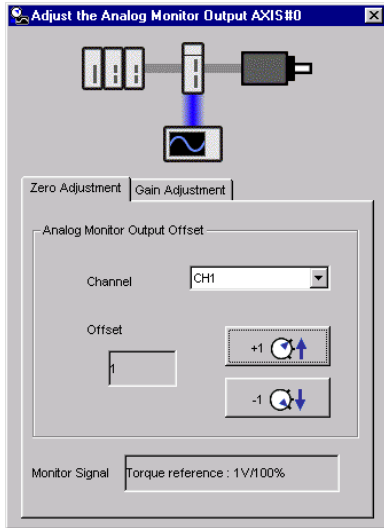 Adjust the Analog Monitor Output AXIS#0
Zero Adjustment
Gain Adjustment
Analog Monitor Output Offset
Channel
CH1
Offset
1
+1
-1
Monitor Signal
Torque reference : 1V/100%